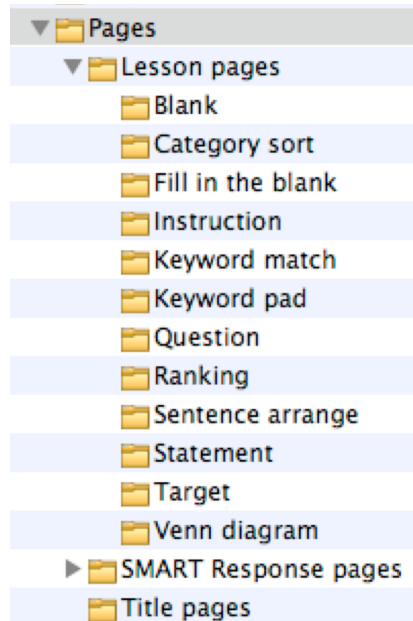 Pages
Lesson pages
Blank
Category sort
Fill in the blank
Instruction
Keyword match
Keyword pad
Question
Ranking
Sentence arrange
Statement
Target
Venn diagram
SMART Response pages
Title pages